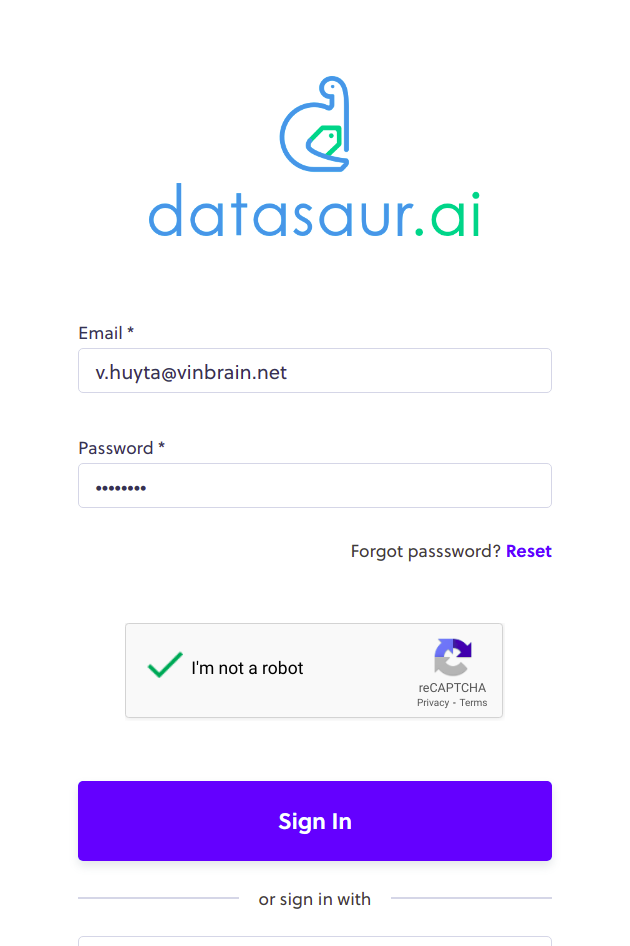 datasaur.ai
Email *
v.huyta@vinbrain.net
Password *
••••••••
Forgot passsword? Reset
I'm not a robot
reCAPTCHA
Privacy - Terms
Sign In
or sign in with